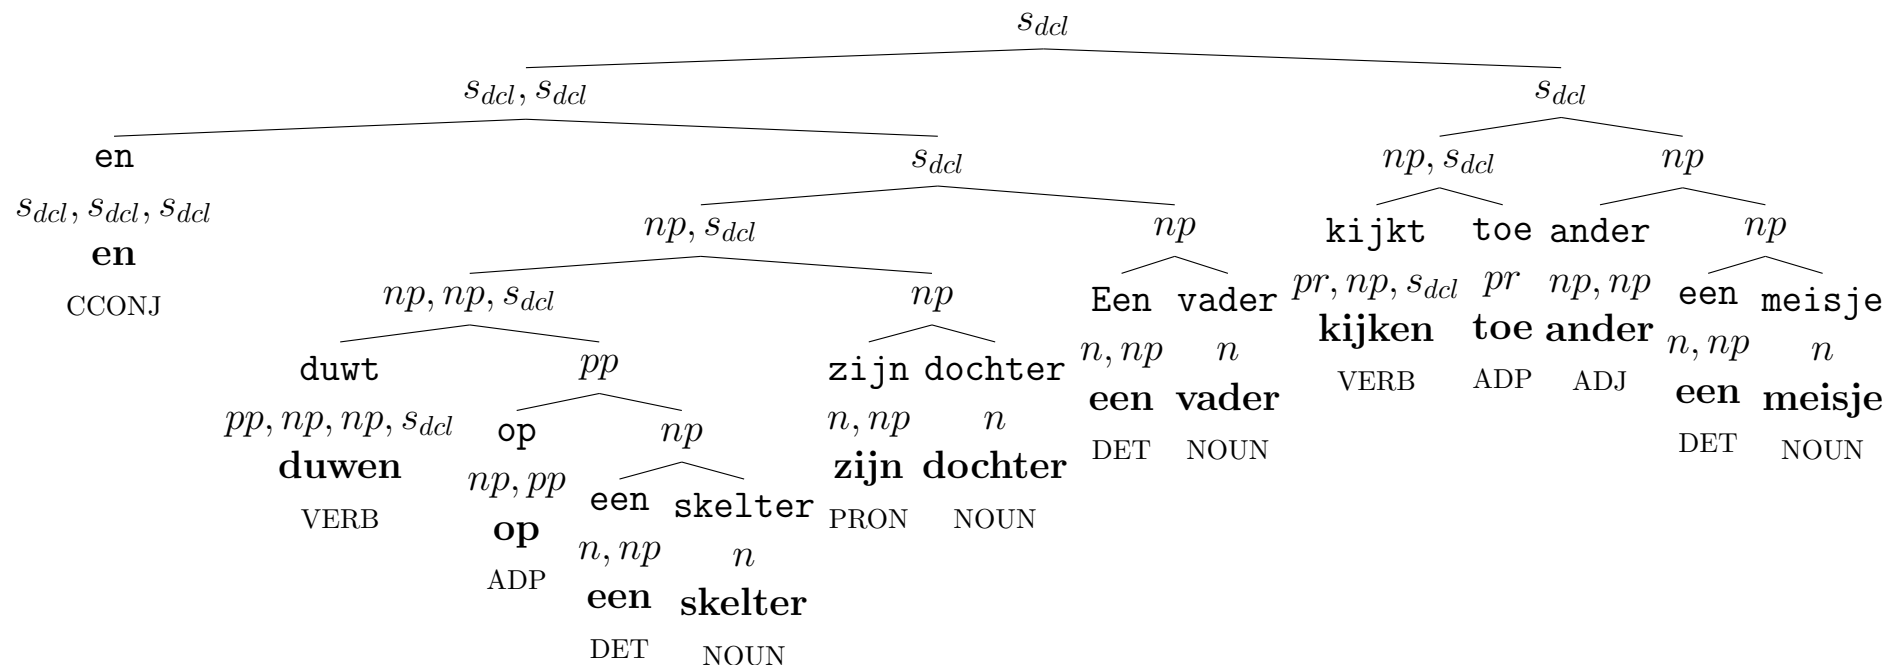 s_dcl
s_dcl, s_dcl
s_dcl
en
s_dcl, s_dcl, s_dcl
en
CCONJ
s_dcl
np, s_dcl
np
np, s_dcl
np, np, s_dcl
np
duwt
pp, np, np, s_dcl
duwen
VERB
pp
op
np, pp
op
ADP
np
een
n, np
een
DET
skelter
n
skelter
NOUN
zijn
n, np
zijn
PRON
dochter
n
dochter
NOUN
np
Een
n, np
een
DET
vader
n
vader
NOUN
kijkt
pr, np, s_dcl
kijken
VERB
toe
pr
toe
ADP
ander
np, np
ander
ADJ
np
een
n, np
een
DET
meisje
n
meisje
NOUN